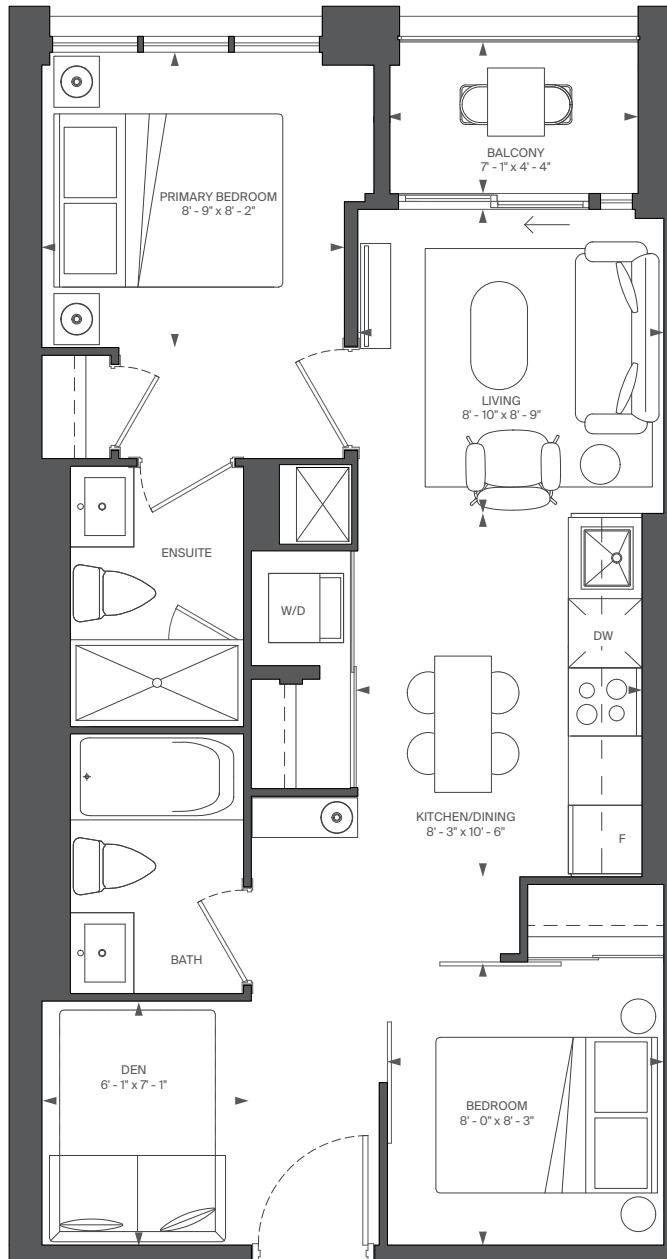 BALCONY
7' - 1" x 4' - 4"
PRIMARY BEDROOM
8' - 9" x 8' - 2"
LIVING
8' - 10" x 8' - 9"
ENSUITE
W/D
DW
KITCHEN/DINING
8' - 3" x 10' - 6"
F
BATH
DEN
6' - 1" x 7' - 1"
BEDROOM
8' - 0" x 8' - 3"